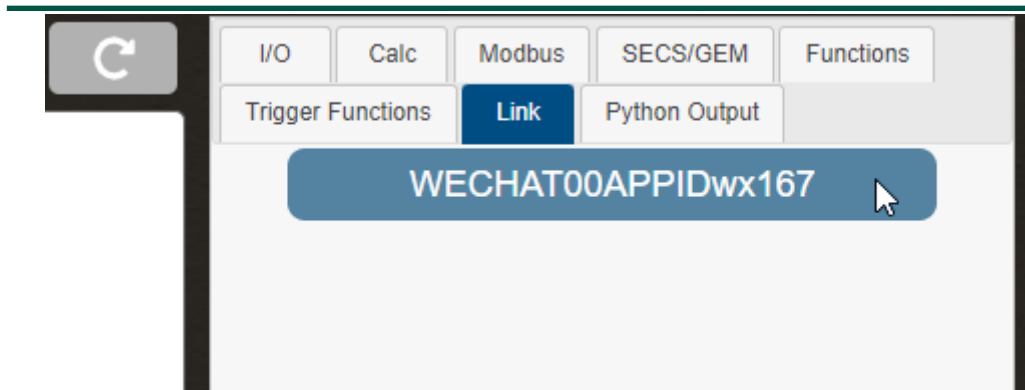 I/O Calc Modbus SECS/GEM Functions
Trigger Functions Link Python Output
WECHAT00APPIDwx167